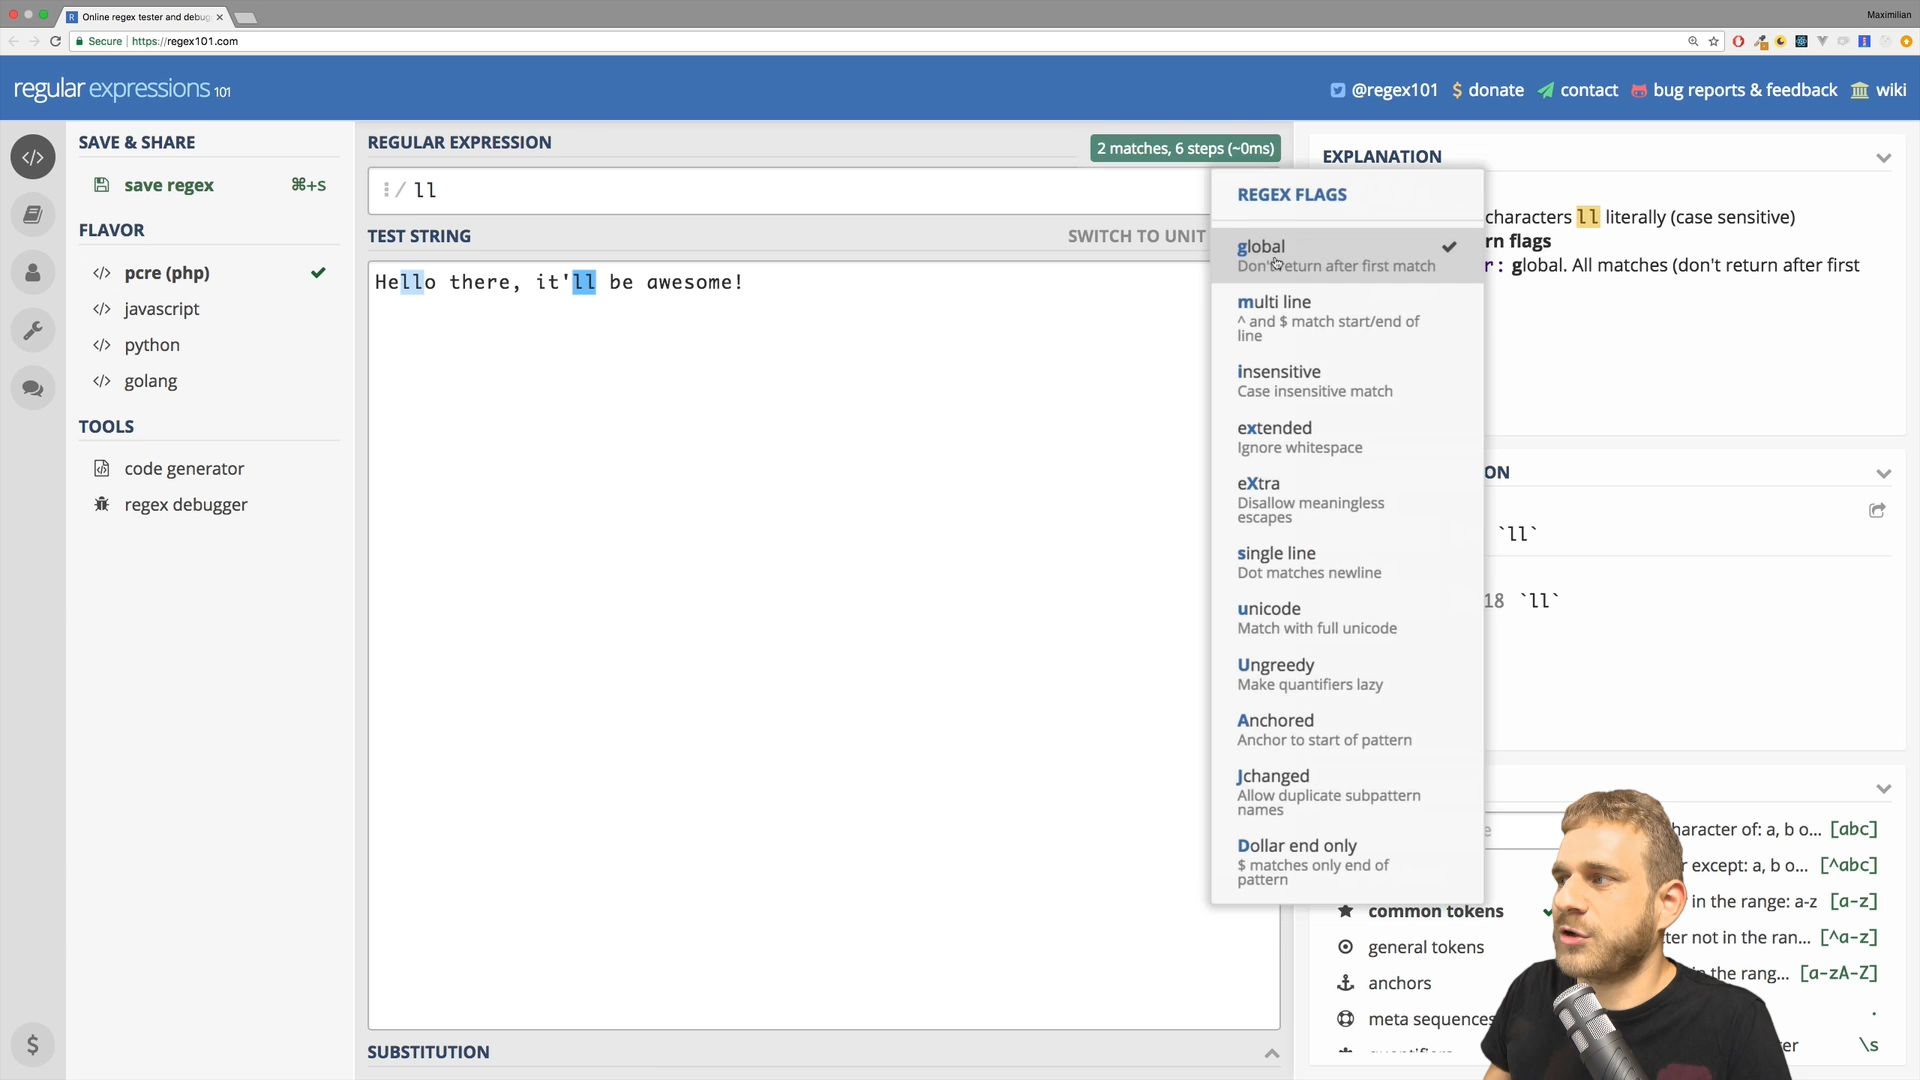 Online regex tester and debug
Maximilian
Secure | https://regex101.com
regular expressions 101
@regex101
$ donate
contact
bug reports & feedback
wiki
SAVE & SHARE
save regex ⌘+S
FLAVOR
</> pcre (php)
</> javascript
</> python
</> golang
TOOLS
code generator
regex debugger
$
REGULAR EXPRESSION
2 matches, 6 steps (~0ms)
/ ll
TEST STRING
SWITCH TO UNIT
Hello there, it'll be awesome!
SUBSTITUTION
REGEX FLAGS
global
Don't return after first match
multi line
^ and $ match start/end of
line
insensitive
Case insensitive match
extended
Ignore whitespace
eXtra
Disallow meaningless
escapes
single line
Dot matches newline
unicode
Match with full unicode
Ungreedy
Make quantifiers lazy
Anchored
Anchor to start of pattern
Jchanged
Allow duplicate subpattern
names
Dollar end only
$ matches only end of
pattern
EXPLANATION
characters ll literally (case sensitive)
rn flags
r: global. All matches (don't return after first
ON
`ll`
18 `ll`
common tokens
general tokens
anchors
meta sequences
haracter of: a, b o... [abc]
r except: a, b o... [^abc]
in the range: a-z [a-z]
ter not in the ran... [^a-z]
n the rang... [a-zA-Z]
.
er \s